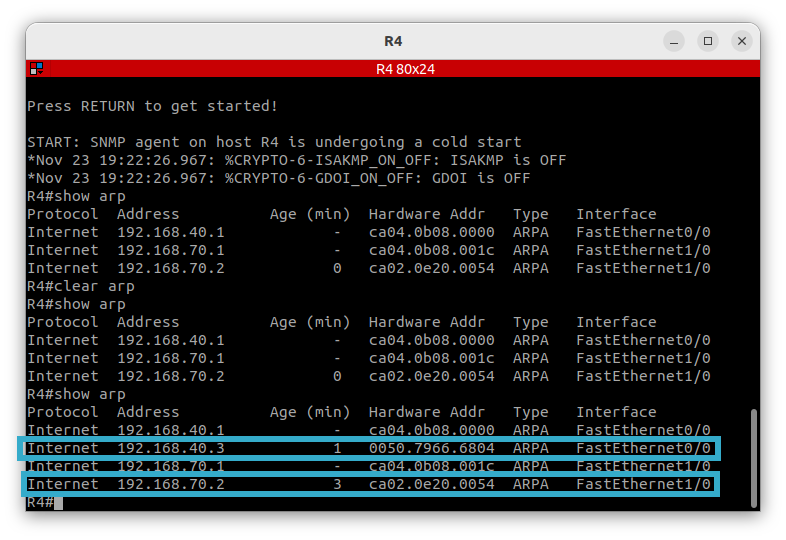 R4
R4 80x24
Press RETURN to get started!
START: SNMP agent on host R4 is undergoing a cold start
*Nov 23 19:22:26.967: %CRYPTO-6-ISAKMP_ON_OFF: ISAKMP is OFF
*Nov 23 19:22:26.967: %CRYPTO-6-GDOI_ON_OFF: GDOI is OFF
R4#show arp
Protocol  Address          Age (min)  Hardware Addr   Type   Interface
Internet  192.168.40.1            -   ca04.0b08.0000  ARPA   FastEthernet0/0
Internet  192.168.70.1            -   ca04.0b08.001c  ARPA   FastEthernet1/0
Internet  192.168.70.2            0   ca02.0e20.0054  ARPA   FastEthernet1/0
R4#clear arp
R4#show arp
Protocol  Address          Age (min)  Hardware Addr   Type   Interface
Internet  192.168.40.1            -   ca04.0b08.0000  ARPA   FastEthernet0/0
Internet  192.168.70.1            -   ca04.0b08.001c  ARPA   FastEthernet1/0
Internet  192.168.70.2            0   ca02.0e20.0054  ARPA   FastEthernet1/0
R4#show arp
Protocol  Address          Age (min)  Hardware Addr   Type   Interface
Internet  192.168.40.1            -   ca04.0b08.0000  ARPA   FastEthernet0/0
Internet  192.168.40.3            1   0050.7966.6804  ARPA   FastEthernet0/0
Internet  192.168.70.1            -   ca04.0b08.001c  ARPA   FastEthernet1/0
Internet  192.168.70.2            3   ca02.0e20.0054  ARPA   FastEthernet1/0
R4#